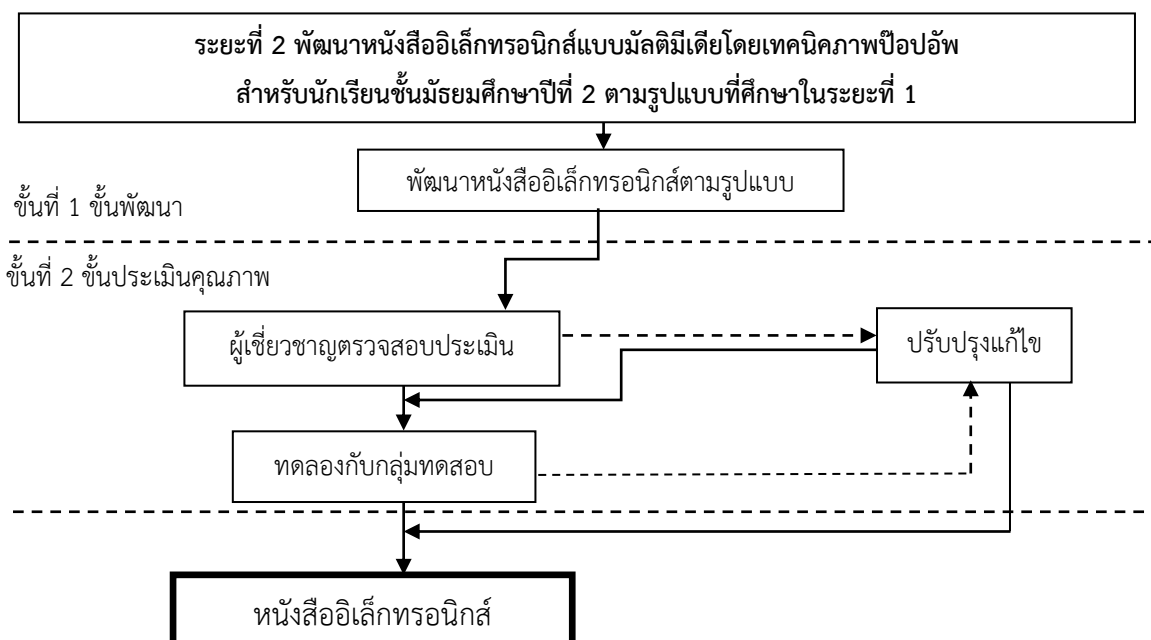 ระยะที่ 2 พัฒนาหนังสืออิเล็กทรอนิกส์แบบมัลติมีเดียโดยเทคนิคภาพป๊อปอัพ
สำหรับนักเรียนชั้นมัธยมศึกษาปีที่ 2 ตามรูปแบบที่ศึกษาในระยะที่ 1
พัฒนาหนังสืออิเล็กทรอนิกส์ตามรูปแบบ
ขั้นที่ 1 ขั้นพัฒนา
ขั้นที่ 2 ขั้นประเมินคุณภาพ
ผู้เชี่ยวชาญตรวจสอบประเมิน
ปรับปรุงแก้ไข
ทดลองกับกลุ่มทดสอบ
หนังสืออิเล็กทรอนิกส์